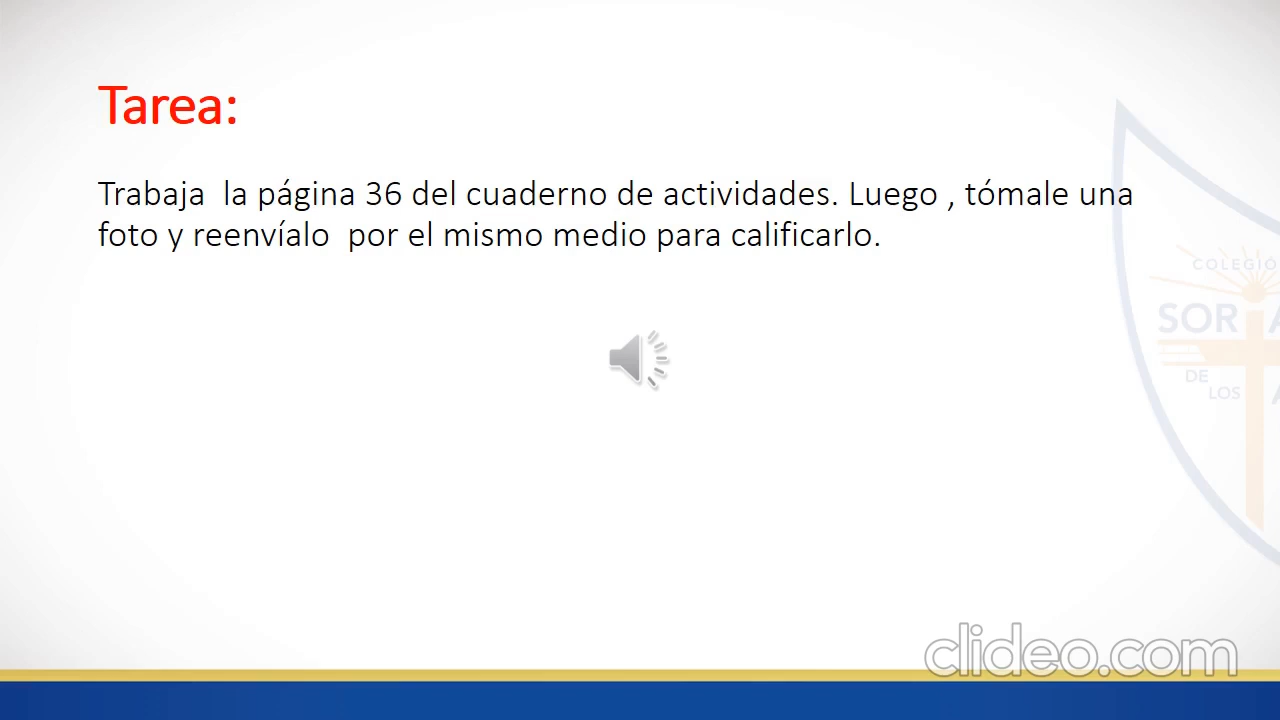 Tarea:
Trabaja la página 36 del cuaderno de actividades. Luego , tómale una
foto y reenvíalo por el mismo medio para calificarlo.
COLEGIO
SOR
DE
LOS
clideo.com